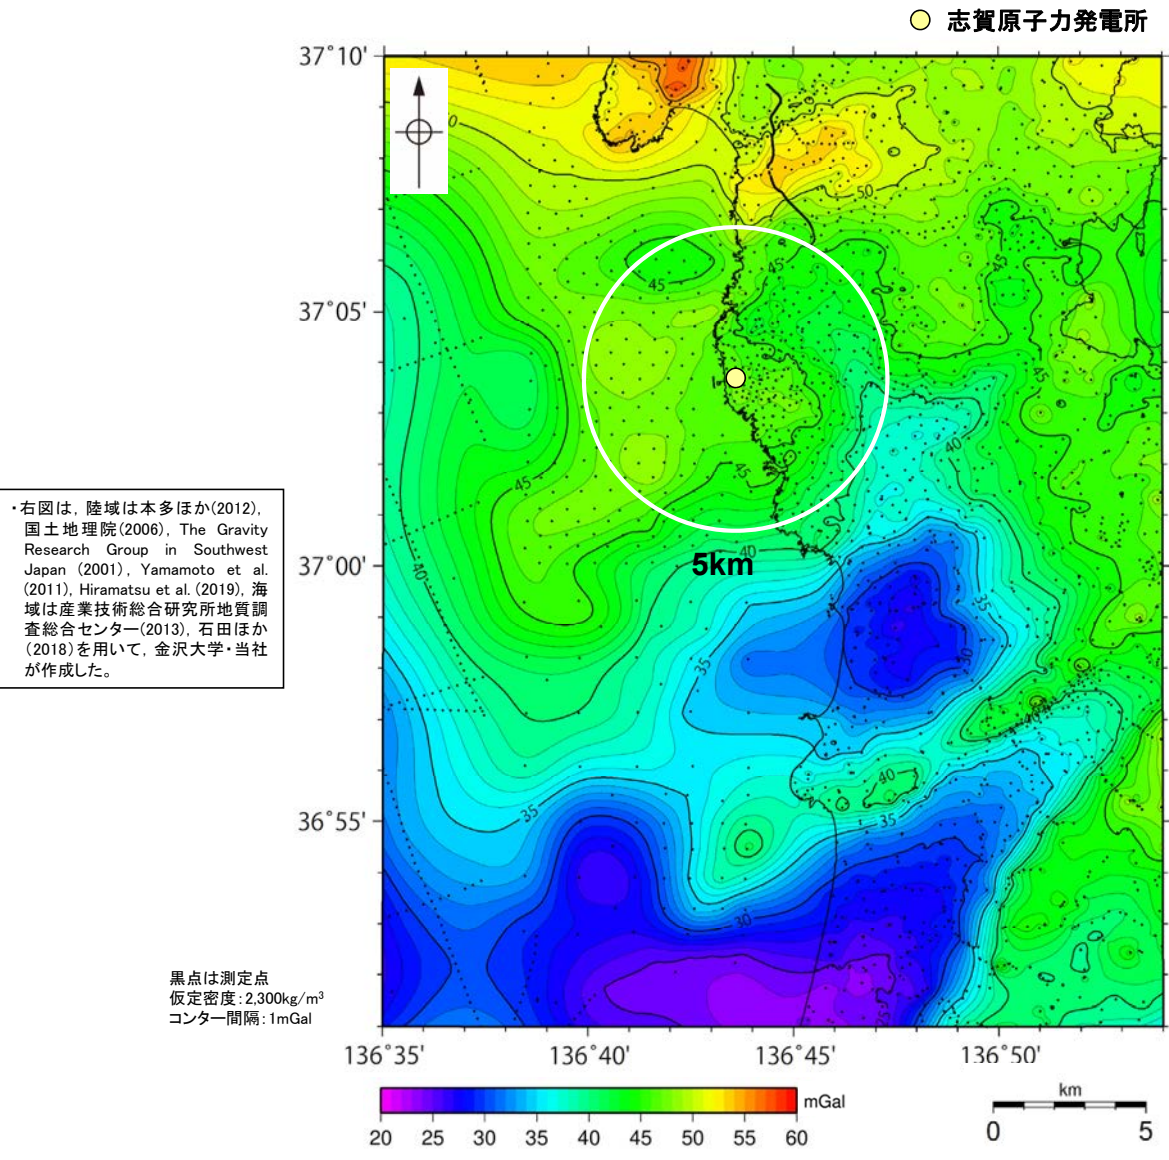 志賀原子力発電所
37°10'
37°05'
37°00'
36°55'
136°35'
136°40'
136°45'
136°50'
50
45
45
45
45
45
45
40
40
40
35
35
30
40
35
35
30
25
5km
・右図は，陸域は本多ほか(2012)，
国土地理院(2006)，The Gravity
Research Group in Southwest
Japan (2001)，Yamamoto et al.
(2011)，Hiramatsu et al. (2019)，海
域は産業技術総合研究所地質調
査総合センター(2013)，石田ほか
(2018)を用いて，金沢大学・当社
が作成した。
黒点は測定点
仮定密度：2,300kg/m³
コンター間隔：1mGal
20 25 30 35 40 45 50 55 60
mGal
km
0 5